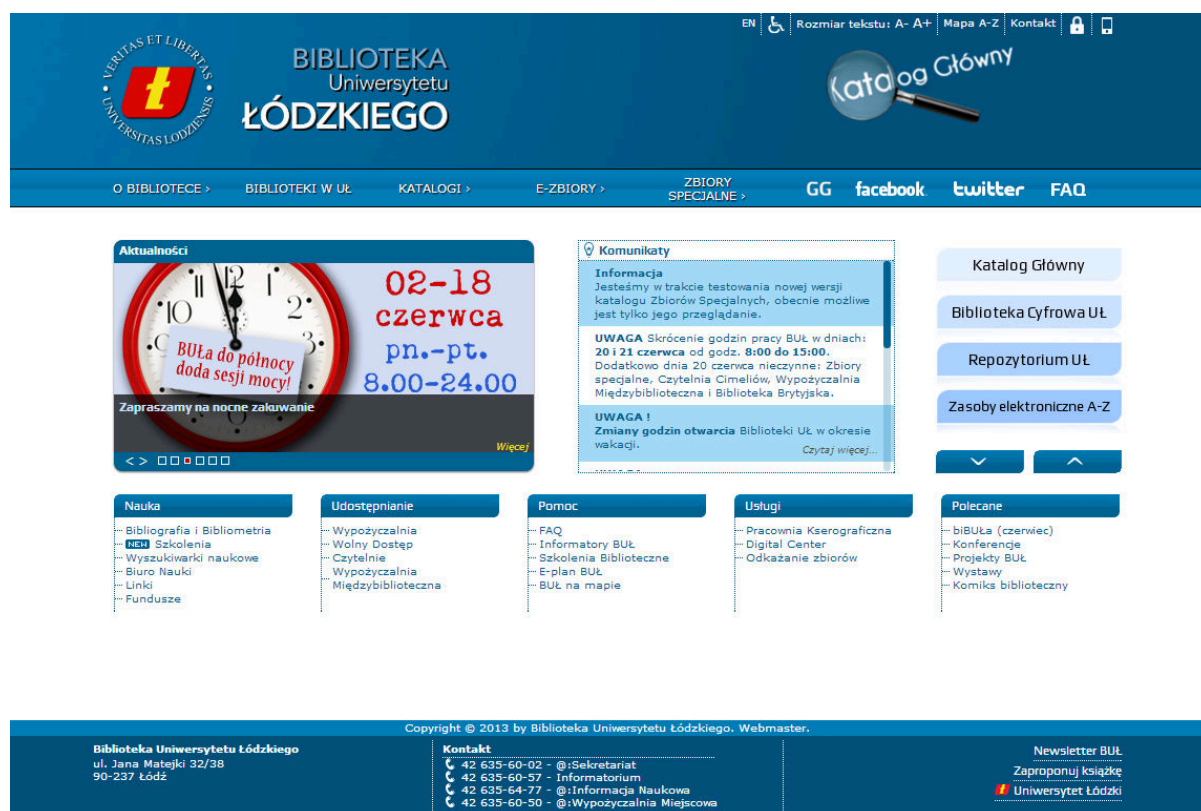 EN
Rozmiar tekstu: A- A+
Mapa A-Z
Kontakt
VERITAS ET LIBERTAS
UNIVERSITAS LODZIENSIS
BIBLIOTEKA
Uniwersytetu
ŁÓDZKIEGO
Katalog Główny
O BIBLIOTECE ›
BIBLIOTEKI W UŁ
KATALOGI ›
E-ZBIORY ›
ZBIORY
SPECJALNE ›
GG
facebook
twitter
FAQ
Aktualności
11 12 1
10 2
9 3
BUŁa do północy
doda sesji mocy!
02-18
czerwca
pn.-pt.
8.00-24.00
Zapraszamy na nocne zakuwanie
Więcej
< >
Komunikaty
Informacja
Jesteśmy w trakcie testowania nowej wersji
katalogu Zbiorów Specjalnych, obecnie możliwe
jest tylko jego przeglądanie.
UWAGA Skrócenie godzin pracy BUŁ w dniach:
20 i 21 czerwca od godz. 8:00 do 15:00.
Dodatkowo dnia 20 czerwca nieczynne: Zbiory
specjalne, Czytelnia Cimeliów, Wypożyczalnia
Międzybiblioteczna i Biblioteka Brytyjska.
UWAGA !
Zmiany godzin otwarcia Biblioteki UŁ w okresie
wakacji.
Czytaj więcej...
Katalog Główny
Biblioteka Cyfrowa UŁ
Repozytorium UŁ
Zasoby elektroniczne A-Z
Nauka
Bibliografia i Bibliometria
NEW Szkolenia
Wyszukiwarki naukowe
Biuro Nauki
Linki
Fundusze
Udostępnianie
Wypożyczalnia
Wolny Dostęp
Czytelnie
Wypożyczalnia
Międzybiblioteczna
Pomoc
FAQ
Informatory BUŁ
Szkolenia Biblioteczne
E-plan BUŁ
BUŁ na mapie
Usługi
Pracownia Kserograficzna
Digital Center
Odkażanie zbiorów
Polecane
biBUŁa (czerwiec)
Konferencje
Projekty BUŁ
Wystawy
Komiks biblioteczny
Copyright © 2013 by Biblioteka Uniwersytetu Łódzkiego. Webmaster.
Biblioteka Uniwersytetu Łódzkiego
ul. Jana Matejki 32/38
90-237 Łódź
Kontakt
42 635-60-02 - @:Sekretariat
42 635-60-57 - Informatorium
42 635-64-77 - @:Informacja Naukowa
42 635-60-50 - @:Wypożyczalnia Miejscowa
Newsletter BUŁ
Zaproponuj książkę
Uniwersytet Łódzki